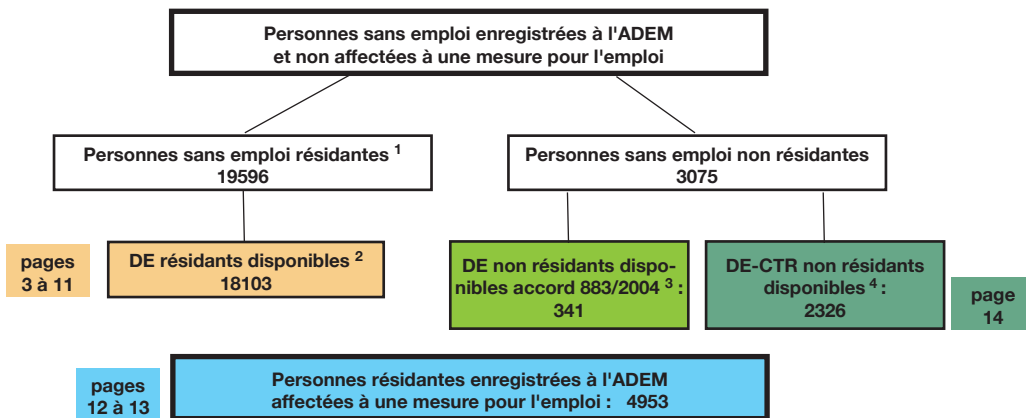 Personnes sans emploi enregistrées à l'ADEM
et non affectées à une mesure pour l'emploi
Personnes sans emploi résidantes 1
19596
Personnes sans emploi non résidantes
3075
pages
3 à 11
DE résidants disponibles 2
18103
DE non résidants dispo-
nibles accord 883/2004 3 :
341
DE-CTR non résidants
disponibles 4 :
2326
page
14
pages
12 à 13
Personnes résidantes enregistrées à l'ADEM
affectées à une mesure pour l'emploi : 4953